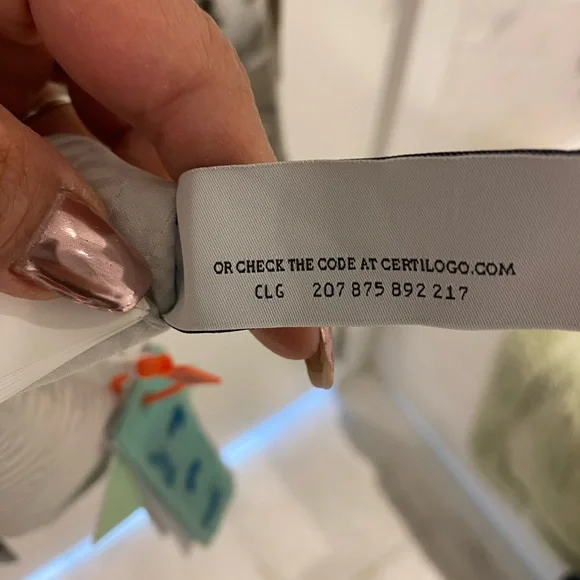 OR CHECK THE CODE AT CERTILOGO.COM
CLG 207 875 892 217